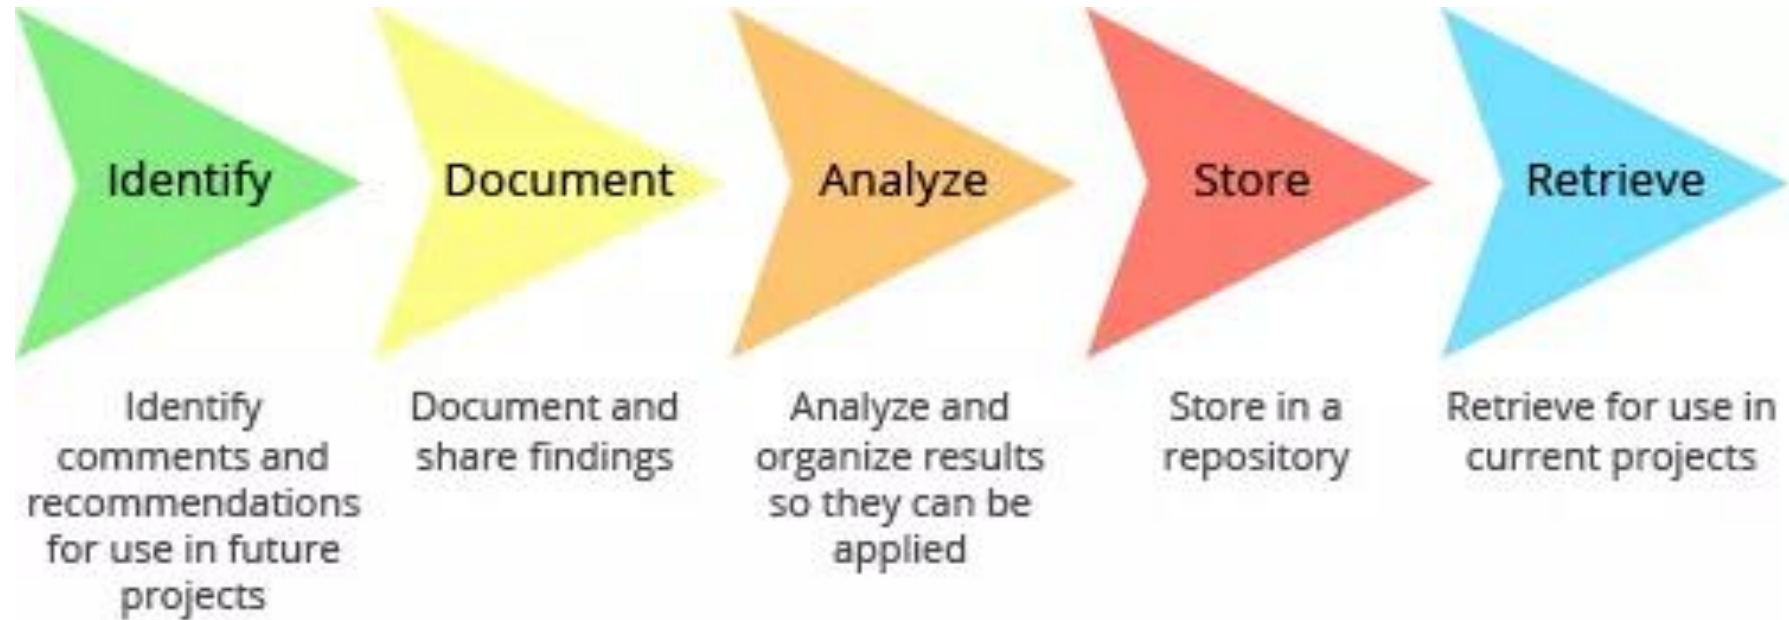 Identify
Document
Analyze
Store
Retrieve
Identify
comments and
recommendations
for use in future
projects
Document and
share findings
Analyze and
organize results
so they can be
applied
Store in a
repository
Retrieve for use in
current projects